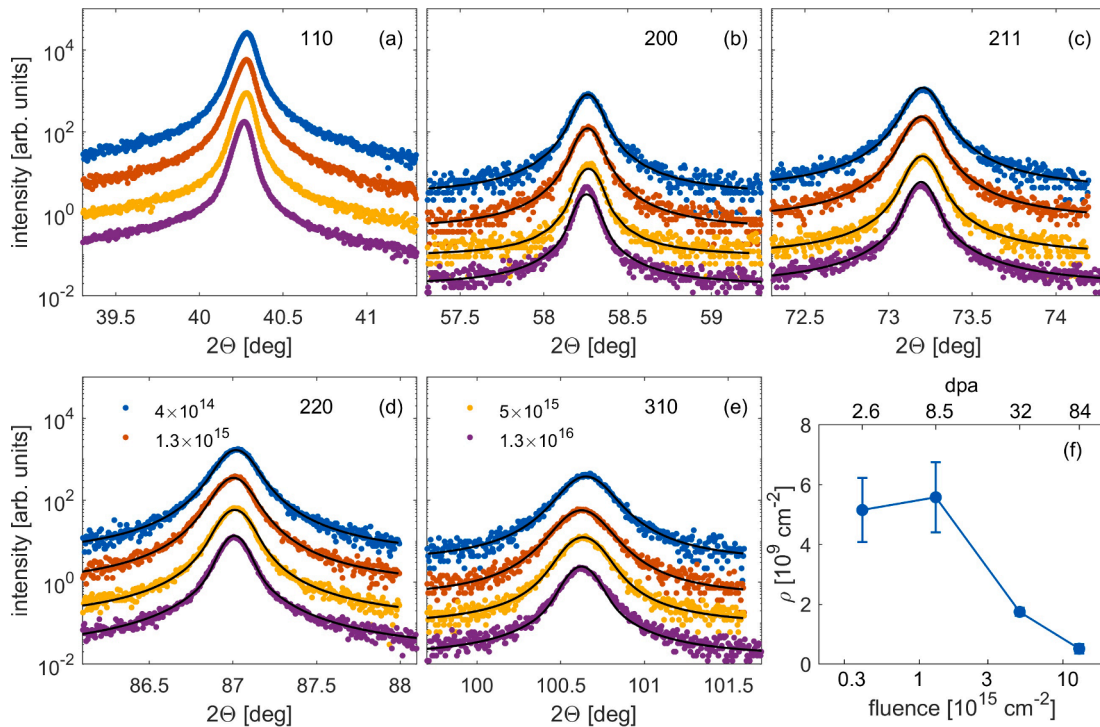 110 (a)
200 (b)
211 (c)
intensity [arb. units]
10^4
10^2
10^0
10^-2
39.5 40 40.5 41
57.5 58 58.5 59
72.5 73 73.5 74
2Θ [deg]
2Θ [deg]
2Θ [deg]
220 (d)
4×10^14
1.3×10^15
310 (e)
5×10^15
1.3×10^16
intensity [arb. units]
10^4
10^2
10^0
10^-2
86.5 87 87.5 88
100 100.5 101 101.5
2Θ [deg]
2Θ [deg]
dpa
2.6 8.5 32 84
(f)
ρ [10^9 cm^-2]
8
6
4
2
0
0.3 1 3 10
fluence [10^15 cm^-2]